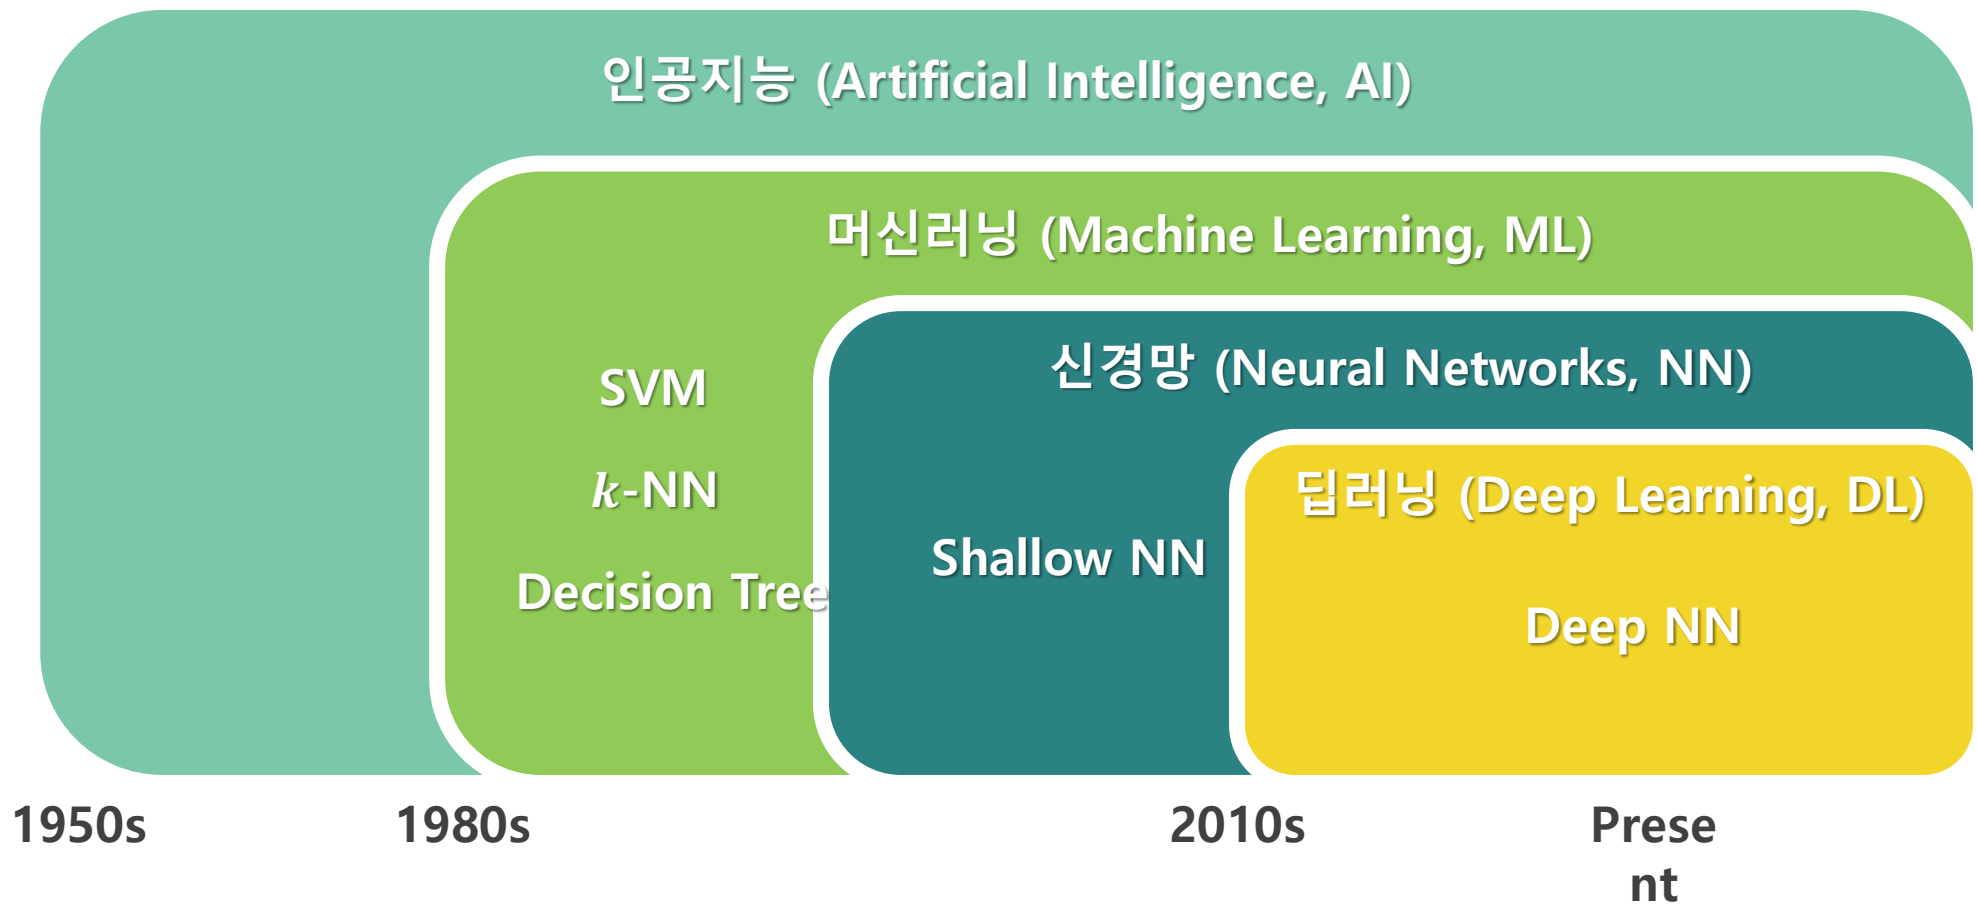 인공지능 (Artificial Intelligence, AI)
머신러닝 (Machine Learning, ML)
신경망 (Neural Networks, NN)
SVM
k-NN
Decision Tree
딥러닝 (Deep Learning, DL)
Shallow NN
Deep NN
1950s
1980s
2010s
Prese
nt